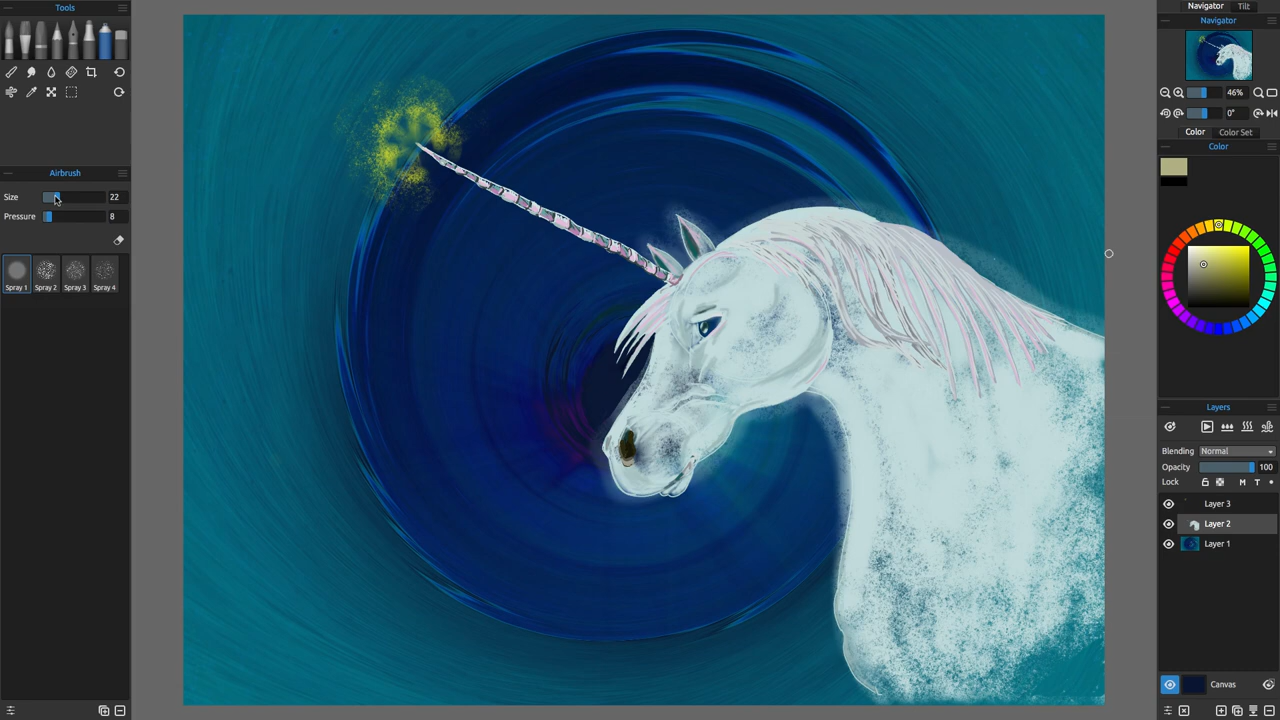 Tools
Airbrush
Size 22
Pressure 8
Spray 1 Spray 2 Spray 3 Spray 4
Navigator Tilt
Navigator
46%
0°
Color Color Set
Color
Layers
Blending Normal
Opacity 100
Lock M T
Layer 3
Layer 2
Layer 1
Canvas